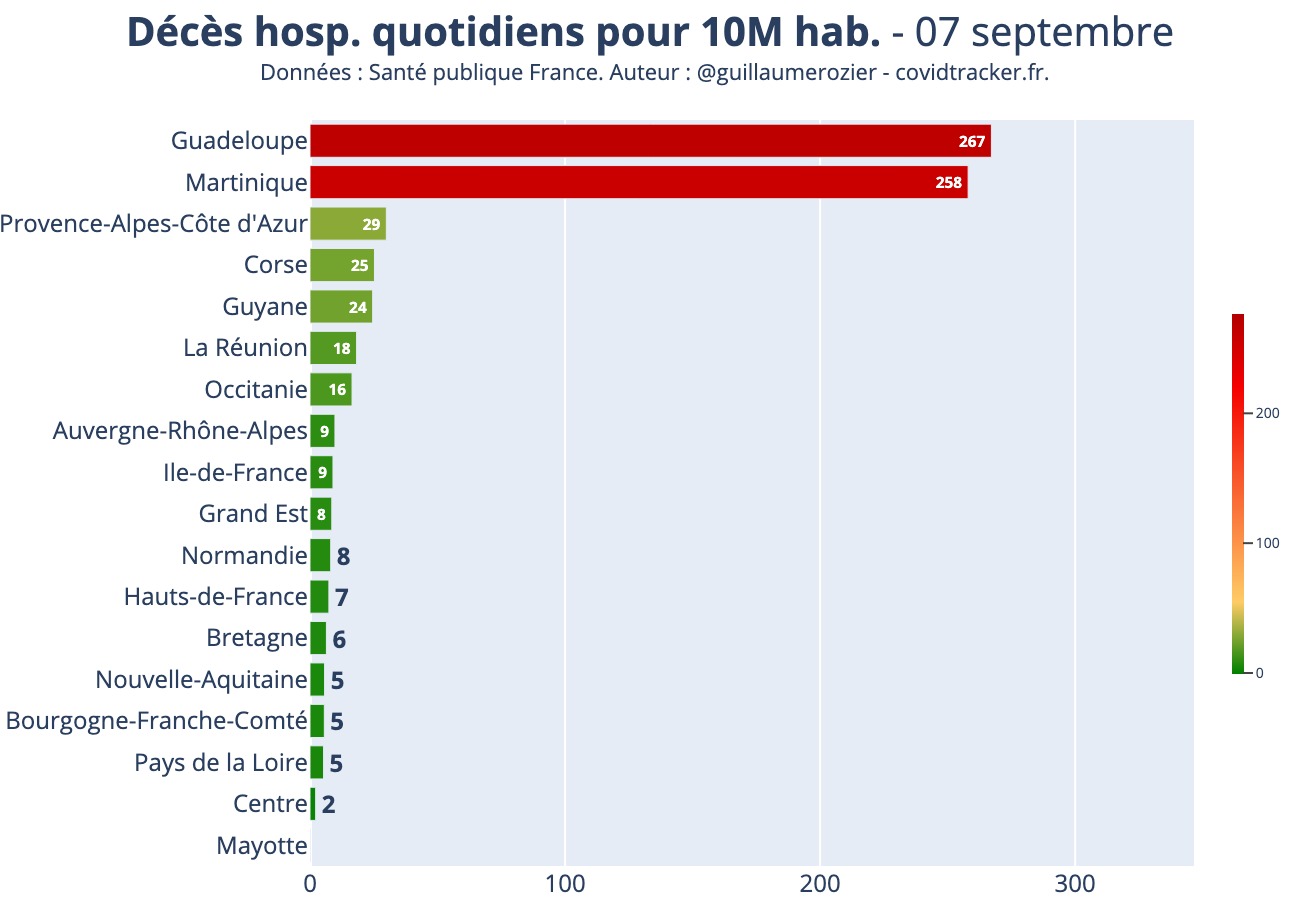 Décès hosp. quotidiens pour 10M hab. - 07 septembre
Données : Santé publique France. Auteur : @guillaumerozier - covidtracker.fr.
Guadeloupe 267
Martinique 258
Provence-Alpes-Côte d'Azur 29
Corse 25
Guyane 24
La Réunion 18
Occitanie 16
Auvergne-Rhône-Alpes 9
Ile-de-France 9
Grand Est 8
Normandie 8
Hauts-de-France 7
Bretagne 6
Nouvelle-Aquitaine 5
Bourgogne-Franche-Comté 5
Pays de la Loire 5
Centre 2
Mayotte
0 100 200 300
200
100
0